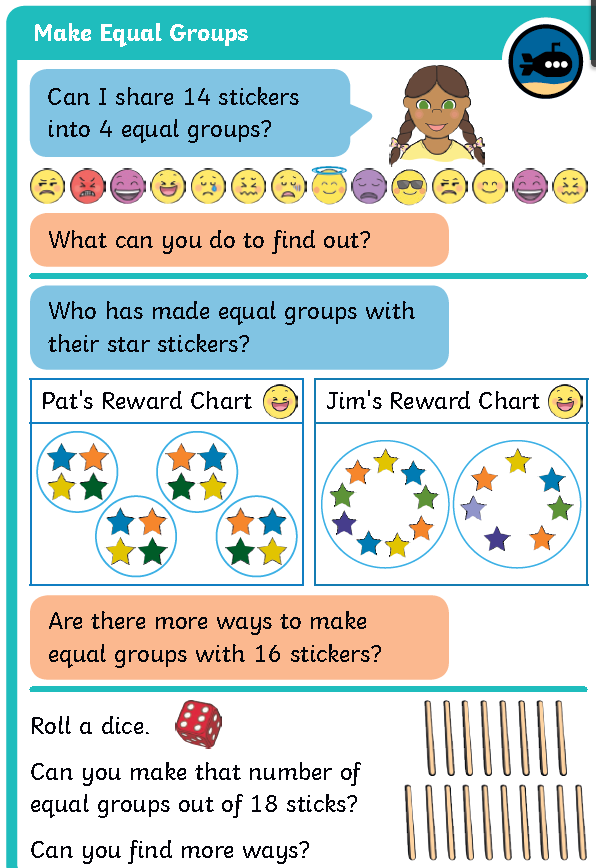 Make Equal Groups
Can I share 14 stickers
into 4 equal groups?
What can you do to find out?
Who has made equal groups with
their star stickers?
Pat's Reward Chart
Jim's Reward Chart
Are there more ways to make
equal groups with 16 stickers?
Roll a dice.
Can you make that number of
equal groups out of 18 sticks?
Can you find more ways?